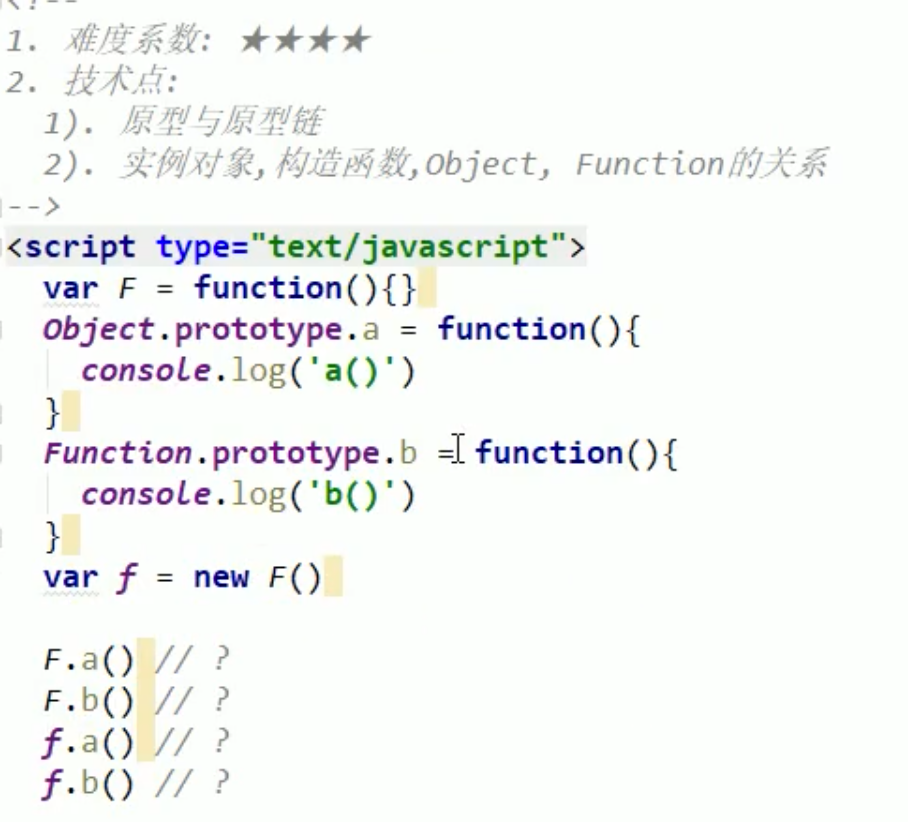 <!--
1. 难度系数: ★★★★
2. 技术点:
1). 原型与原型链
2). 实例对象,构造函数,Object, Function的关系
-->
<script type="text/javascript">
var F = function(){}
Object.prototype.a = function(){
console.log('a()')
}
Function.prototype.b = function(){
console.log('b()')
}
var f = new F()
F.a() // ?
F.b() // ?
f.a() // ?
f.b() // ?